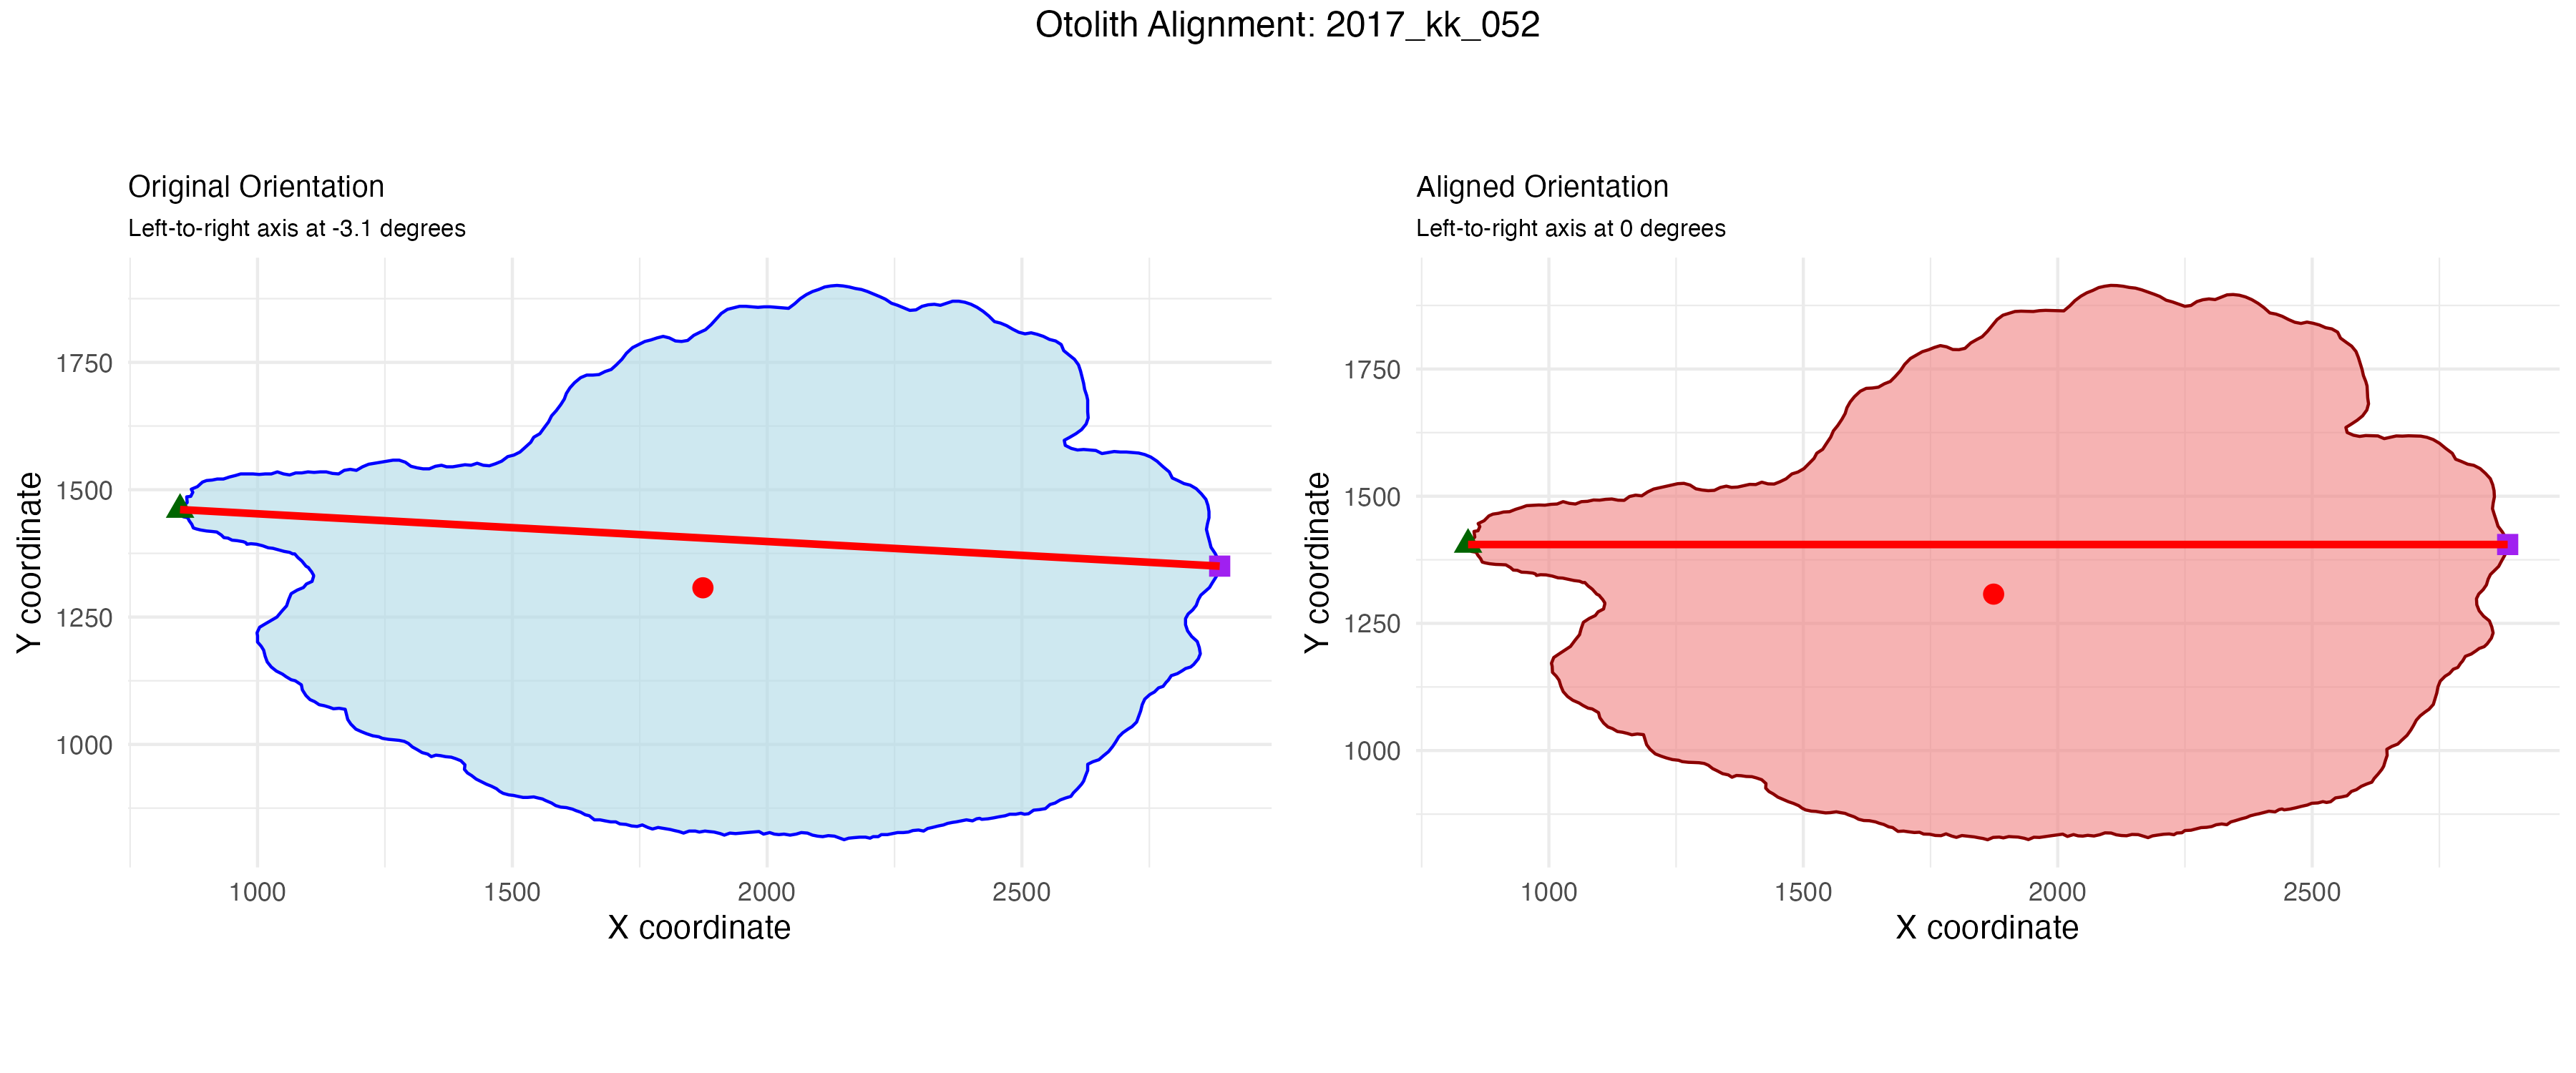 Otolith Alignment: 2017_kk_052
Original Orientation
Left-to-right axis at -3.1 degrees
1750
1500
1250
1000
Y coordinate
1000 1500 2000 2500
X coordinate
Aligned Orientation
Left-to-right axis at 0 degrees
1750
1500
1250
1000
Y coordinate
1000 1500 2000 2500
X coordinate